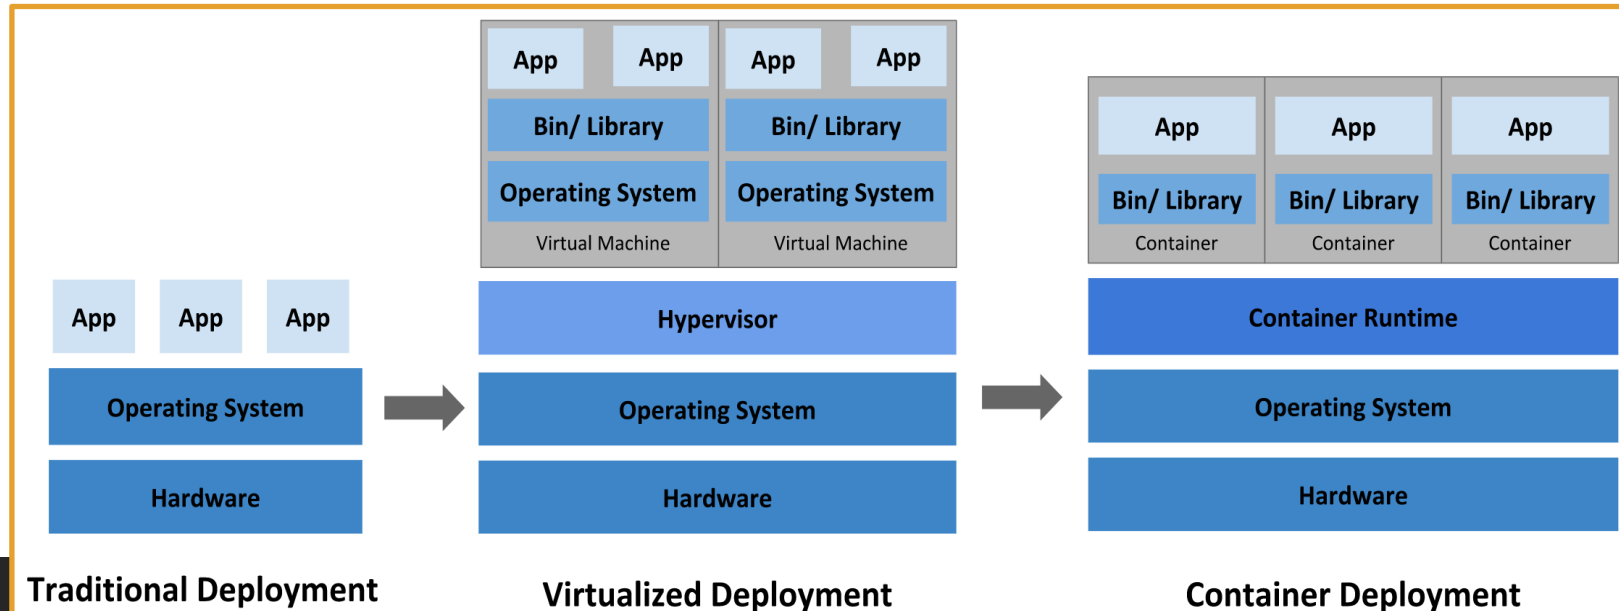 App
App
App
Operating System
Hardware
Traditional Deployment
App
App
App
App
Bin/ Library
Bin/ Library
Operating System
Operating System
Virtual Machine
Virtual Machine
Hypervisor
Operating System
Hardware
Virtualized Deployment
App
App
App
Bin/ Library
Bin/ Library
Bin/ Library
Container
Container
Container
Container Runtime
Operating System
Hardware
Container Deployment